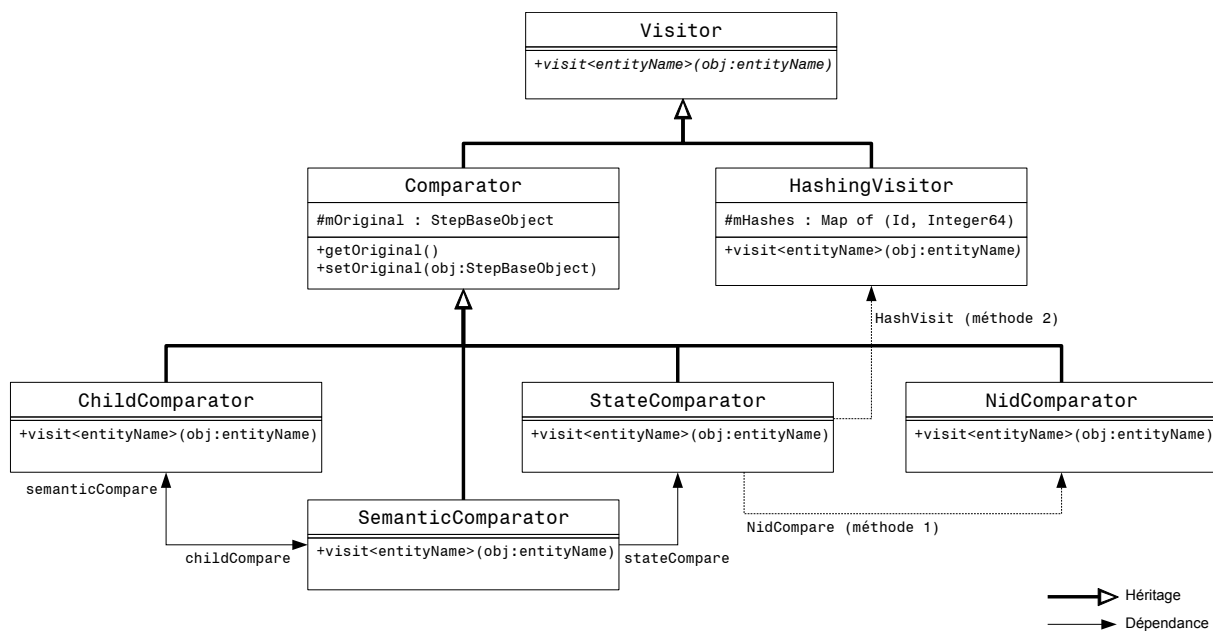 Visitor
+visit<entityName>(obj:entityName)
Comparator
#mOriginal : StepBaseObject
+getOriginal()
+setOriginal(obj:StepBaseObject)
HashingVisitor
#mHashes : Map of (Id, Integer64)
+visit<entityName>(obj:entityName)
HashVisit (méthode 2)
ChildComparator
+visit<entityName>(obj:entityName)
StateComparator
+visit<entityName>(obj:entityName)
NidComparator
+visit<entityName>(obj:entityName)
semanticCompare
SemanticComparator
+visit<entityName>(obj:entityName)
childCompare
stateCompare
NidCompare (méthode 1)
Héritage
Dépendance